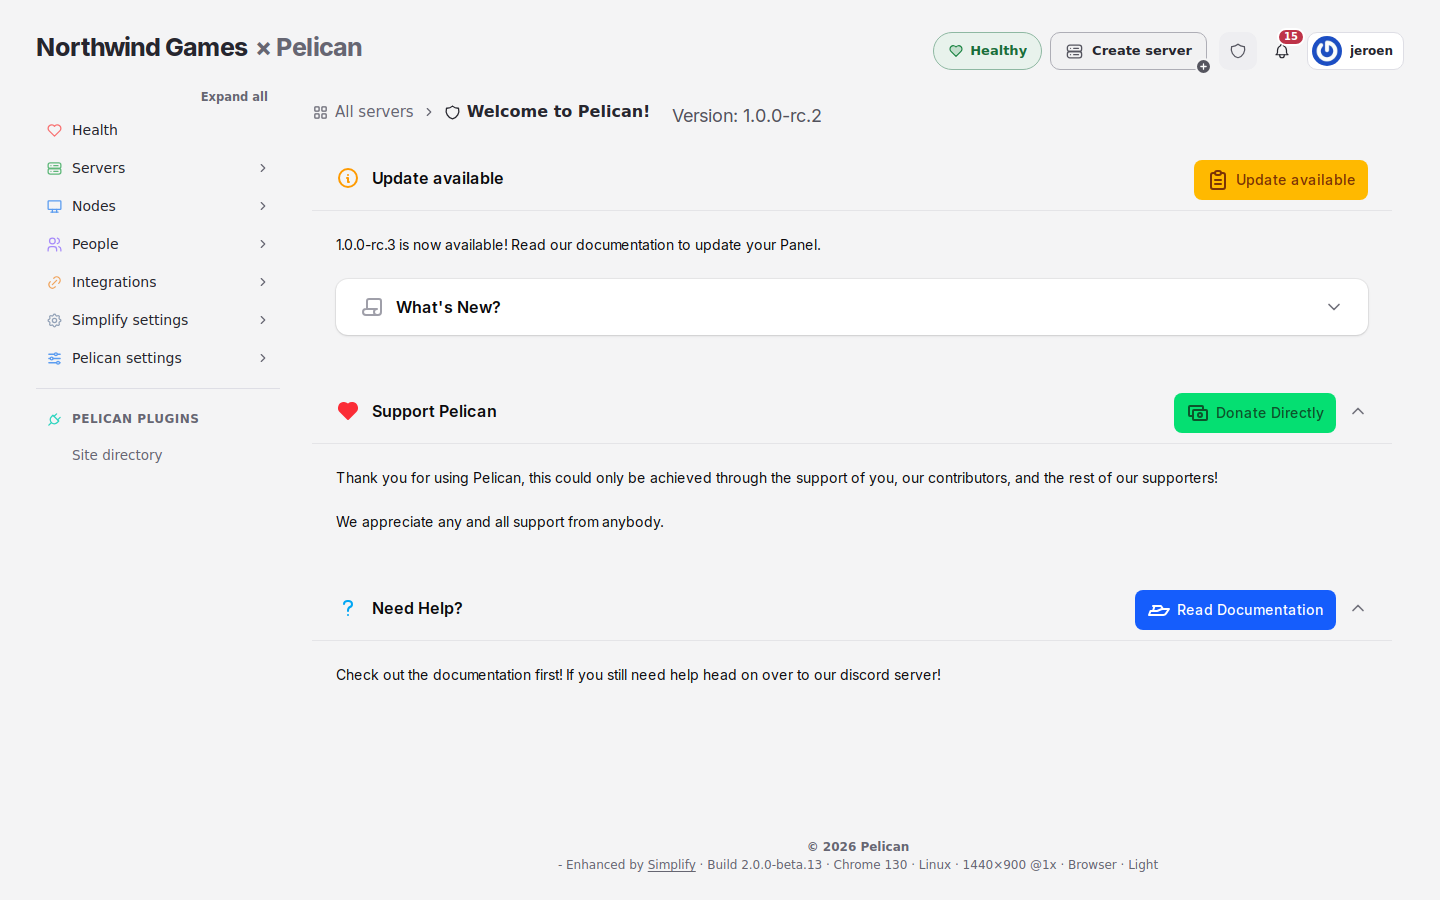 Northwind Games × Pelican
Healthy
Create server
15
jeroen
Expand all
Health
Servers
Nodes
People
Integrations
Simplify settings
Pelican settings
PELICAN PLUGINS
Site directory
All servers
Welcome to Pelican!
Version: 1.0.0-rc.2
Update available
Update available
1.0.0-rc.3 is now available! Read our documentation to update your Panel.
What's New?
Support Pelican
Donate Directly
Thank you for using Pelican, this could only be achieved through the support of you, our contributors, and the rest of our supporters!
We appreciate any and all support from anybody.
Need Help?
Read Documentation
Check out the documentation first! If you still need help head on over to our discord server!
© 2026 Pelican
- Enhanced by Simplify · Build 2.0.0-beta.13 · Chrome 130 · Linux · 1440×900 @1x · Browser · Light